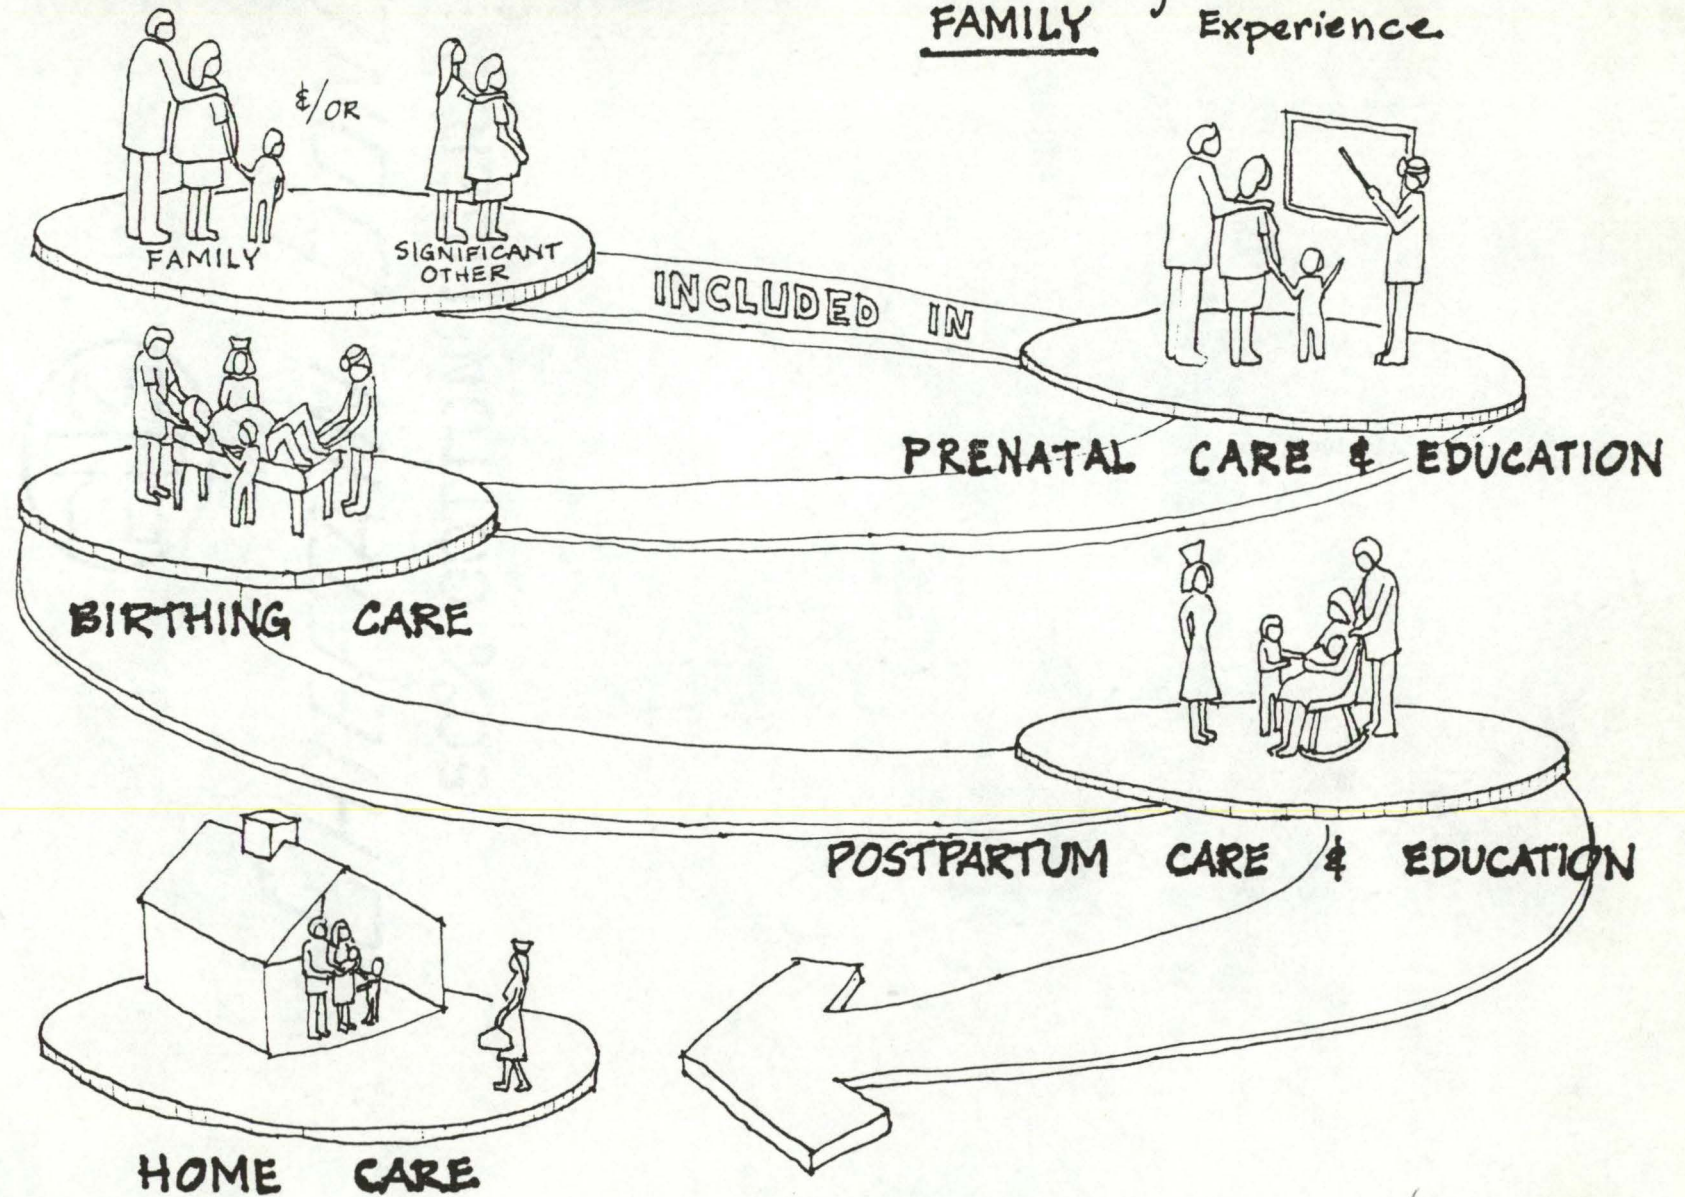 FAMILY Experience
&/OR
FAMILY
SIGNIFICANT
OTHER
INCLUDED IN
PRENATAL CARE & EDUCATION
BIRTHING CARE
POSTPARTUM CARE & EDUCATION
HOME CARE